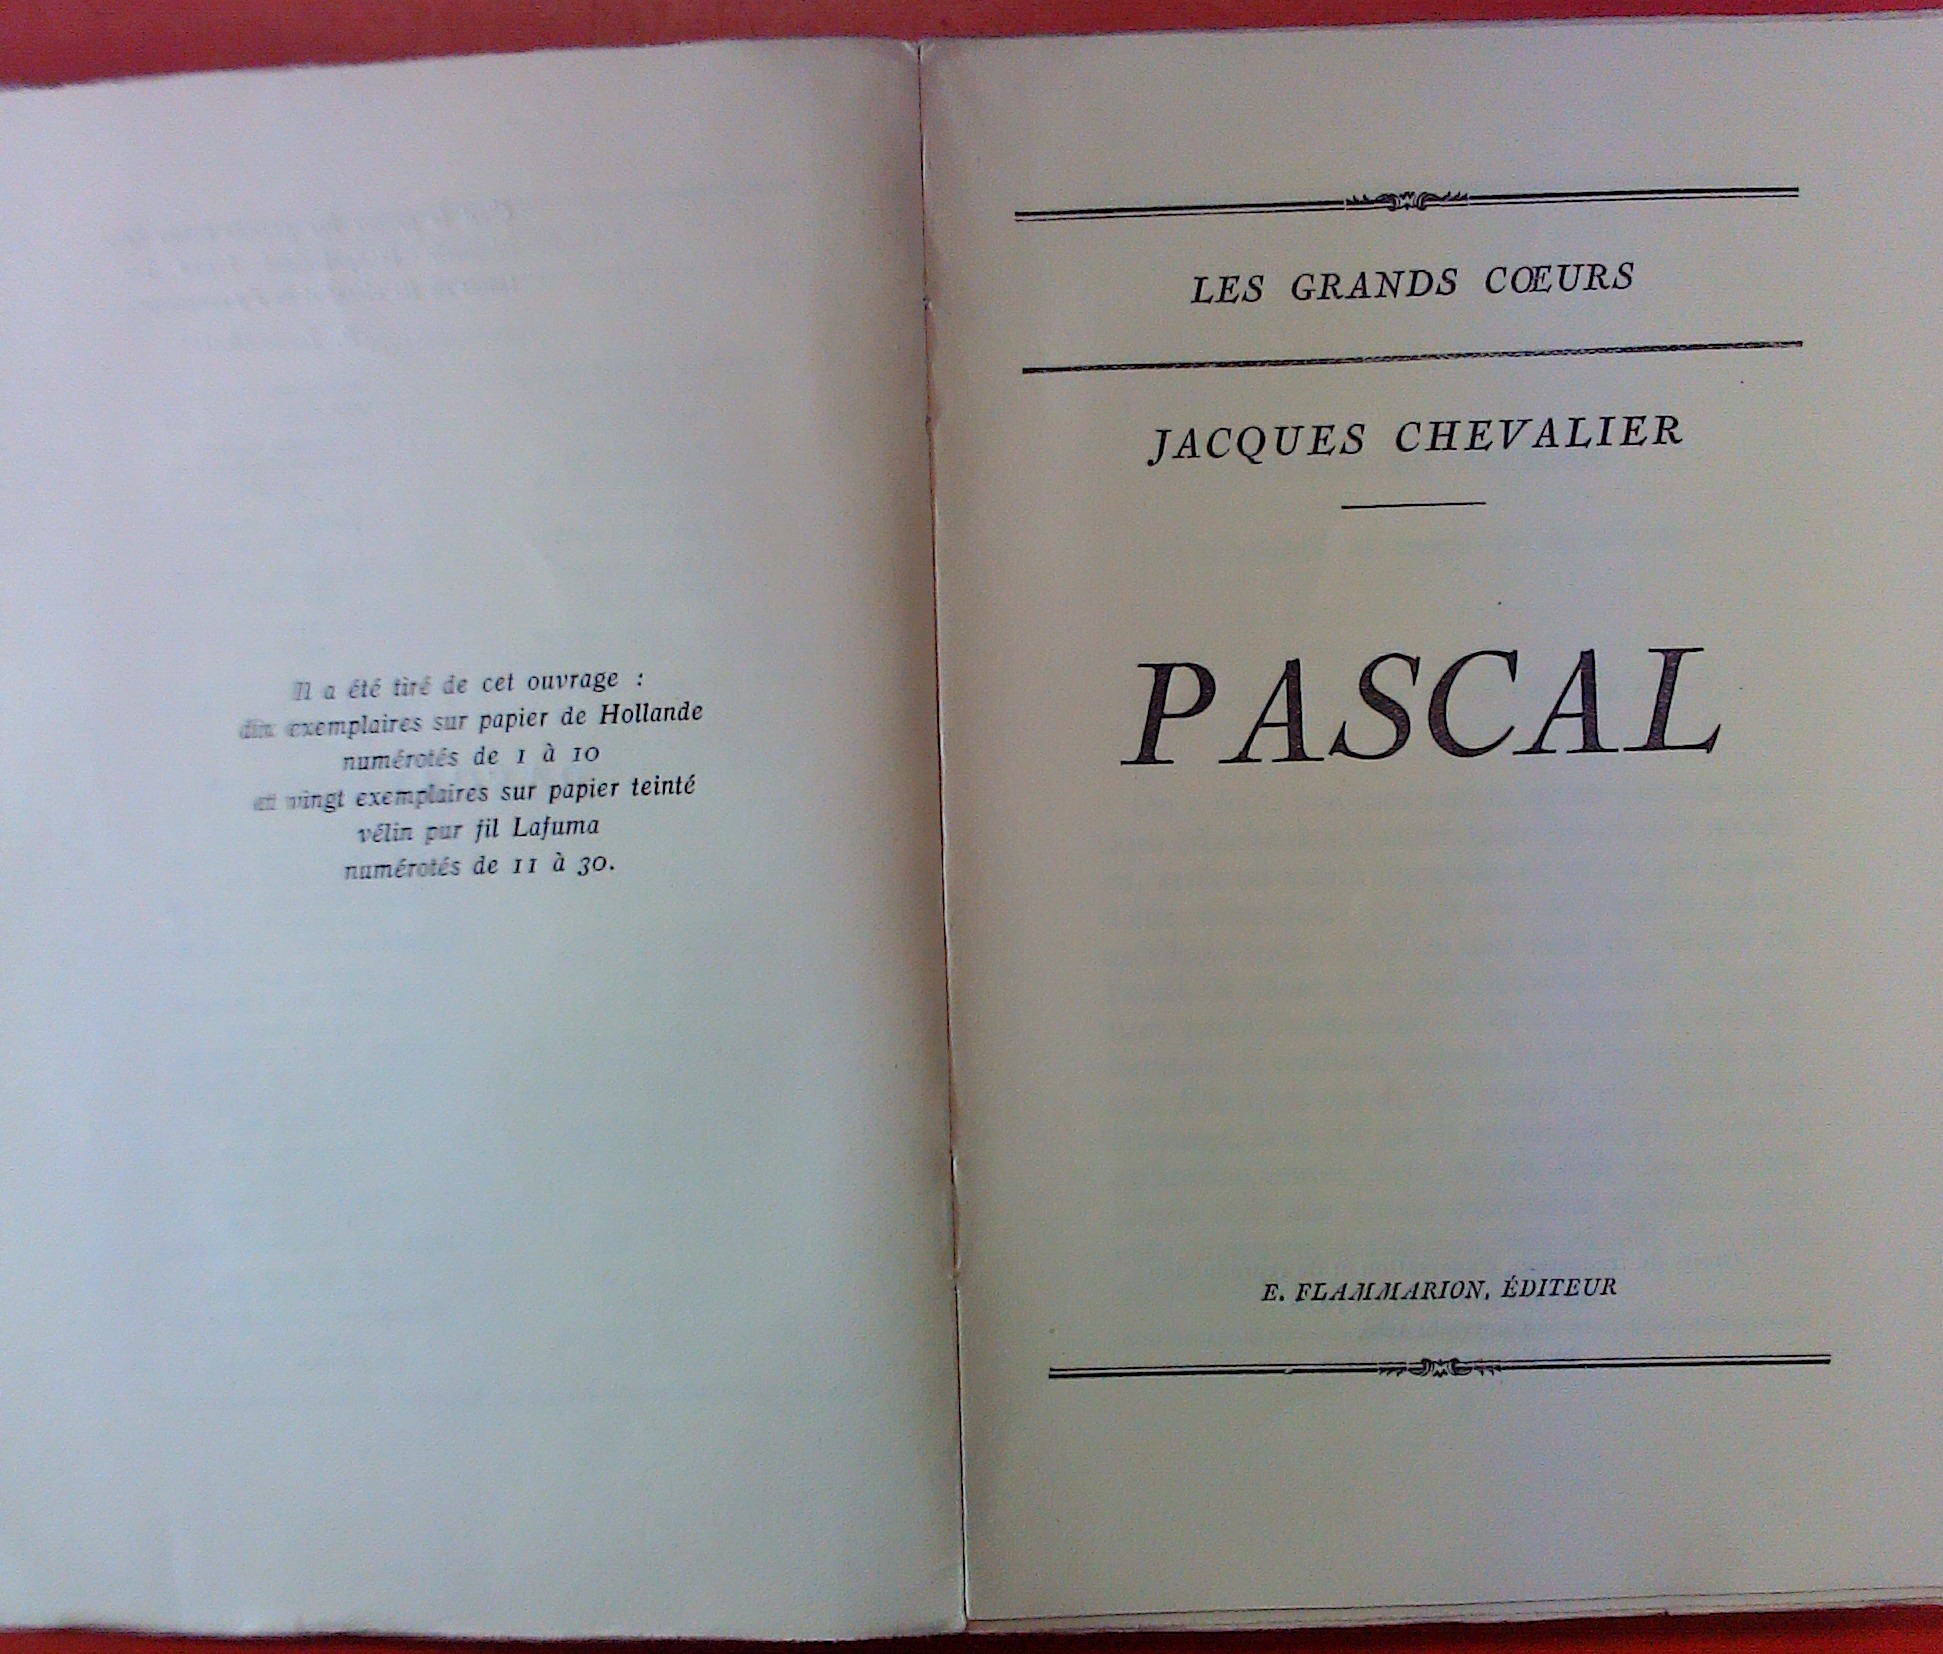 Il a été tiré de cet ouvrage :
dix exemplaires sur papier de Hollande
numérotés de 1 à 10
et vingt exemplaires sur papier teinté
vélin pur fil Lafuma
numérotés de 11 à 30.
LES GRANDS CŒURS
JACQUES CHEVALIER
PASCAL
E. FLAMMARION, ÉDITEUR